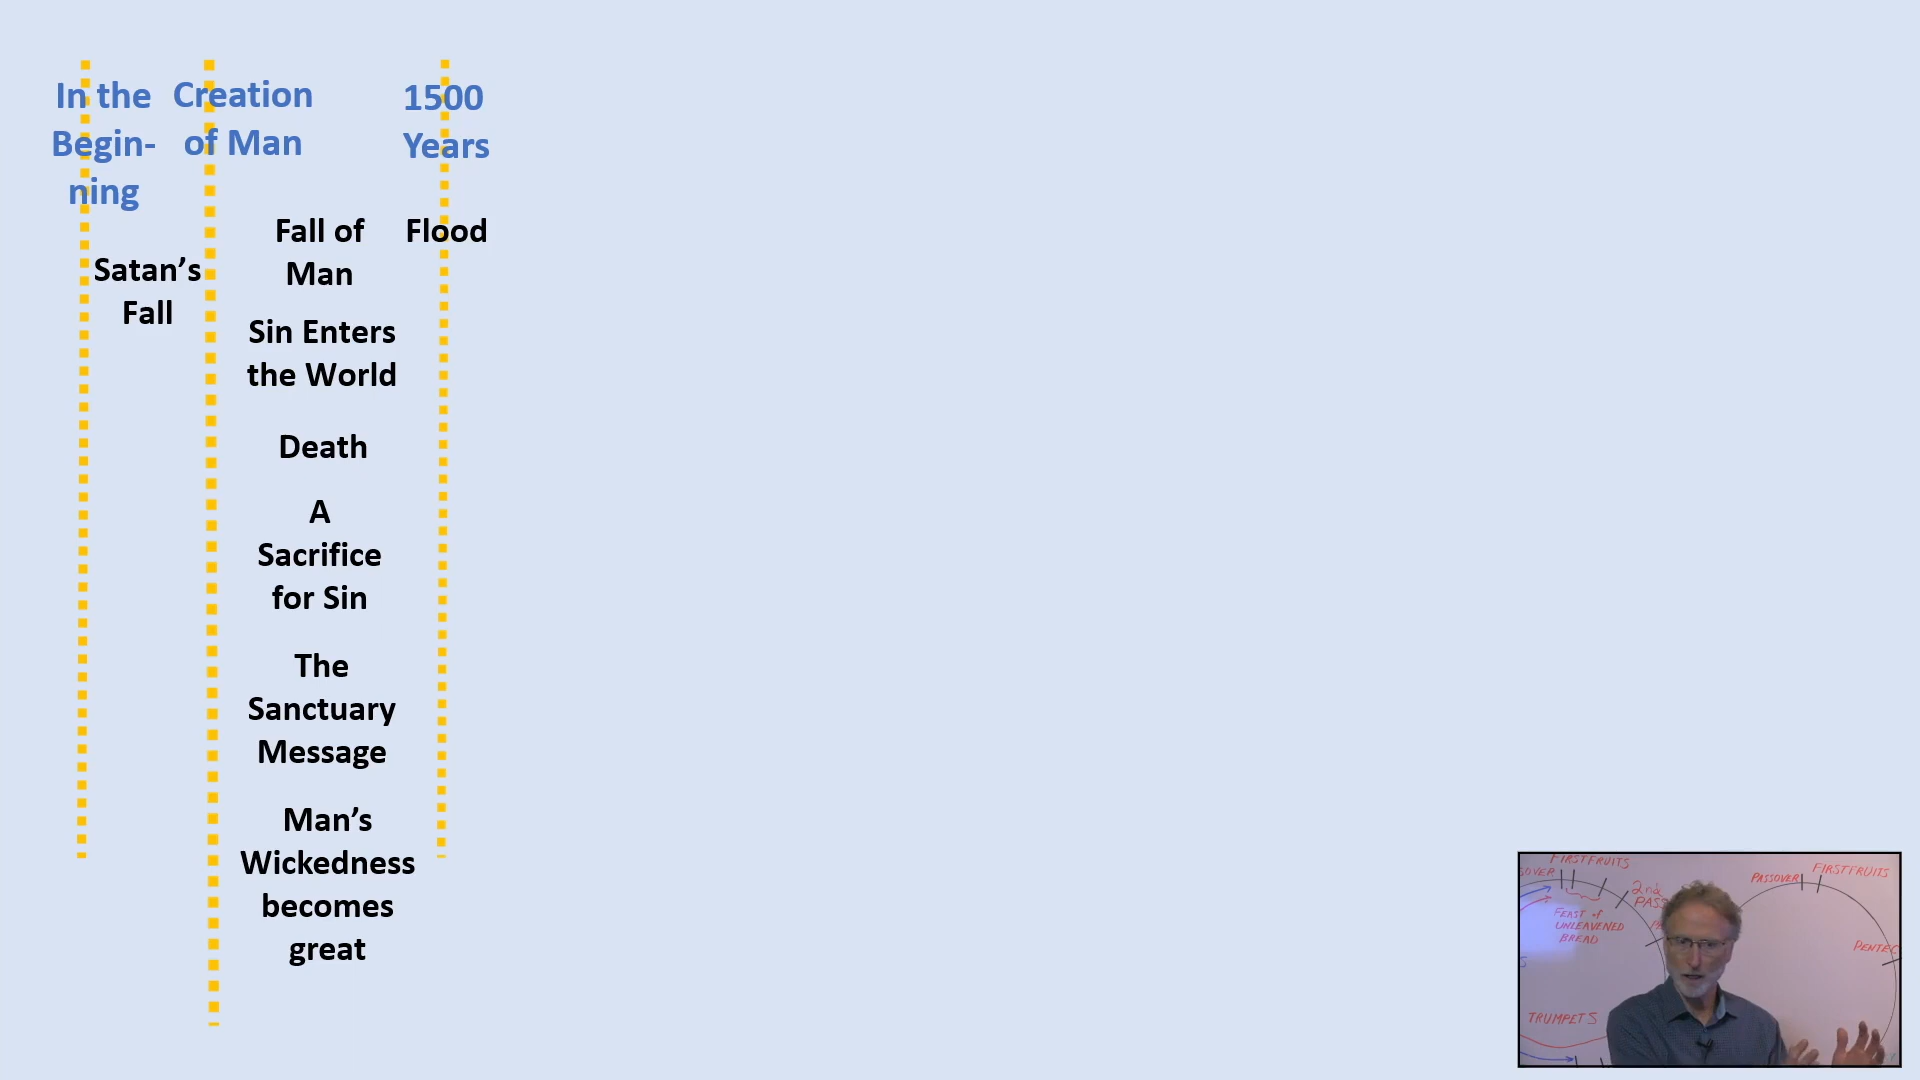 In the
Begin-
ning
Creation
of Man
1500
Years
Satan's
Fall
Fall of
Man
Sin Enters
the World
Death
A
Sacrifice
for Sin
The
Sanctuary
Message
Man's
Wickedness
becomes
great
Flood
FIRSTFRUITS
2nd
FEAST of
UNLEAVENED
BREAD
TRUMPETS
PASSOVER
FIRSTFRUITS